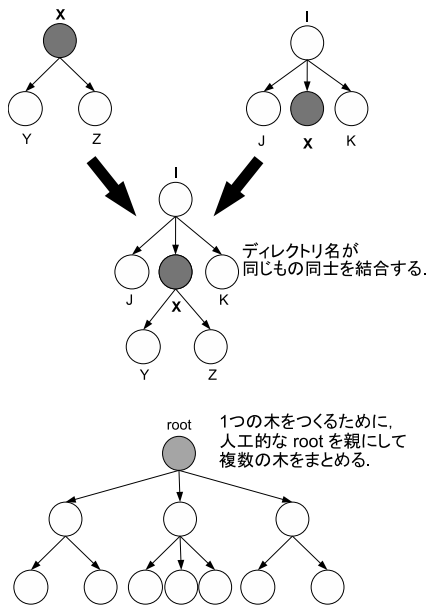 X
I
Y
Z
J
X
K
I
ディレクトリ名が
同じもの同士を結合する.
J
X
K
Y
Z
root
1つの木をつくるために,
人工的な root を親にして
複数の木をまとめる.